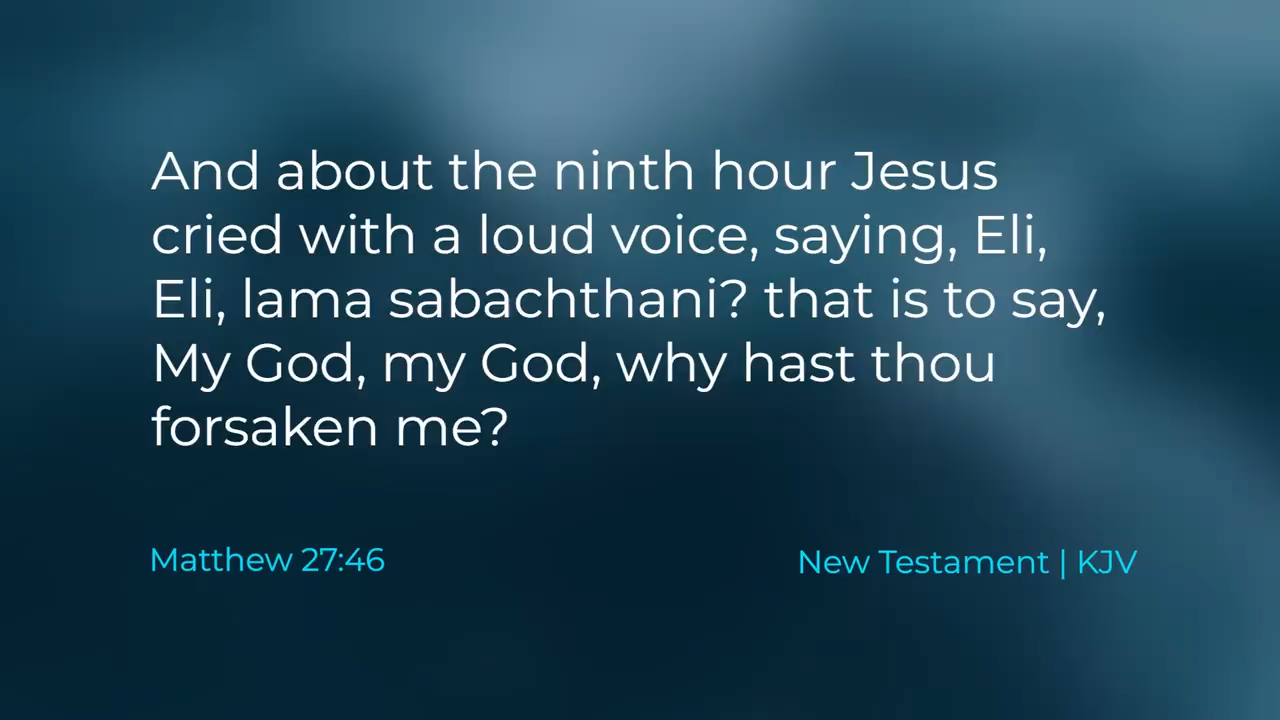 And about the ninth hour Jesus
cried with a loud voice, saying, Eli,
Eli, lama sabachthani? that is to say,
My God, my God, why hast thou
forsaken me?
Matthew 27:46
New Testament | KJV